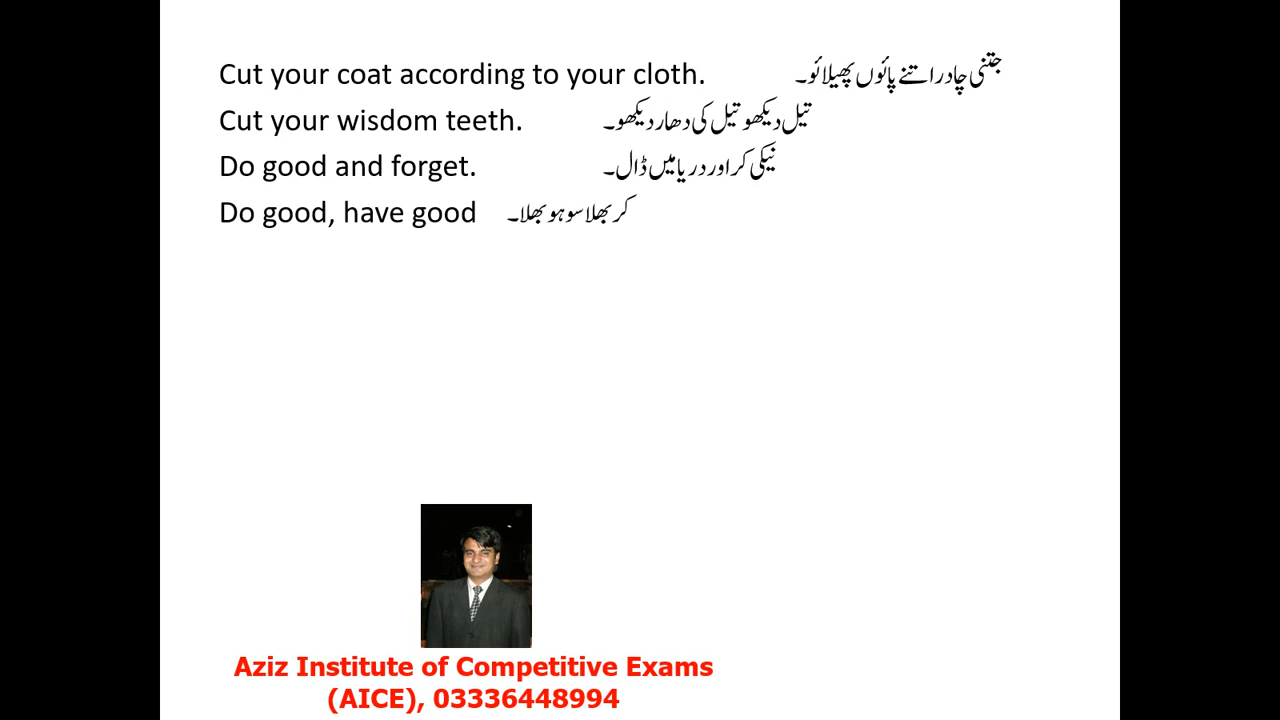 Cut your coat according to your cloth. جتنی چادر اتنے پائوں پھیلائو۔
Cut your wisdom teeth. تیل دیکھو تیل کی دھار دیکھو۔
Do good and forget. نیکی کر اور دریا میں ڈال۔
Do good, have good کر بھلا سو ہو بھلا۔
Aziz Institute of Competitive Exams
(AICE), 03336448994